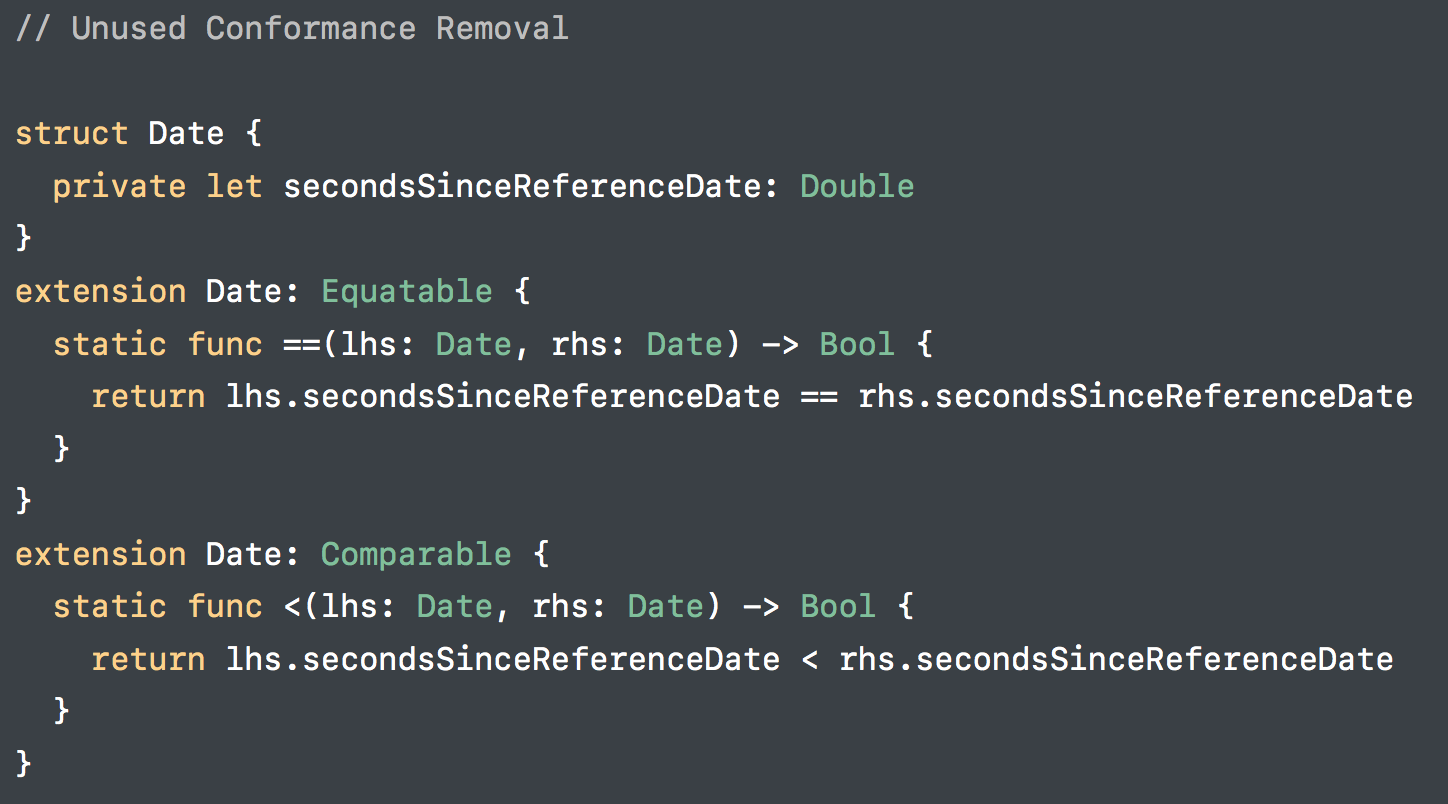 // Unused Conformance Removal
struct Date {
  private let secondsSinceReferenceDate: Double
}
extension Date: Equatable {
  static func ==(lhs: Date, rhs: Date) -> Bool {
    return lhs.secondsSinceReferenceDate == rhs.secondsSinceReferenceDate
  }
}
extension Date: Comparable {
  static func <(lhs: Date, rhs: Date) -> Bool {
    return lhs.secondsSinceReferenceDate < rhs.secondsSinceReferenceDate
  }
}